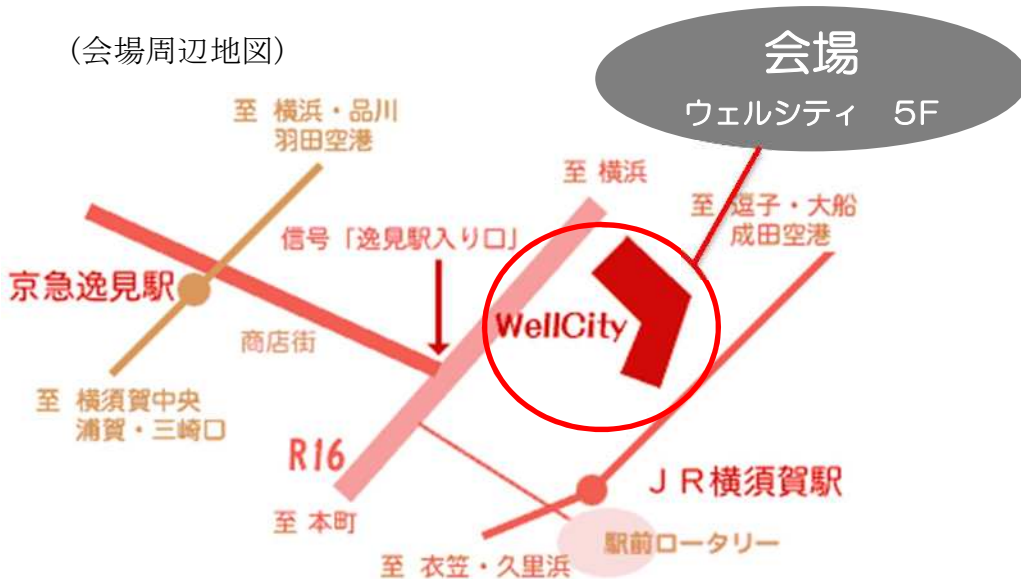 (会場周辺地図)
会場
ウェルシティ 5F
至 横浜・品川
羽田空港
至 横浜
至 逗子・大船
成田空港
信号「逸見駅入り口」
京急逸見駅
WellCity
商店街
至 横須賀中央
浦賀・三崎口
R16
JR横須賀駅
至 本町
駅前ロータリー
至 衣笠・久里浜